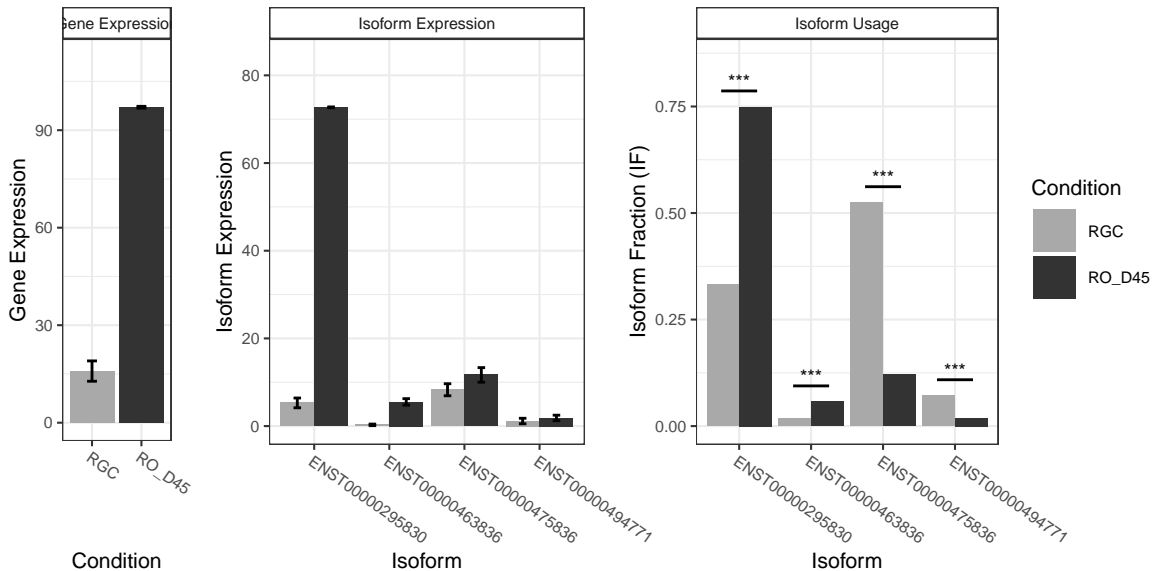 Gene Expression
Gene Expression
90
60
30
0
RGC
RO_D45
Condition
Isoform Expression
Isoform Expression
80
60
40
20
0
ENST00000295830
ENST00000463836
ENST00000475836
ENST00000494771
Isoform
Isoform Usage
Isoform Fraction (IF)
0.75
0.50
0.25
0.00
***
***
***
***
ENST00000295830
ENST00000463836
ENST00000475836
ENST00000494771
Isoform
Condition
RGC
RO_D45